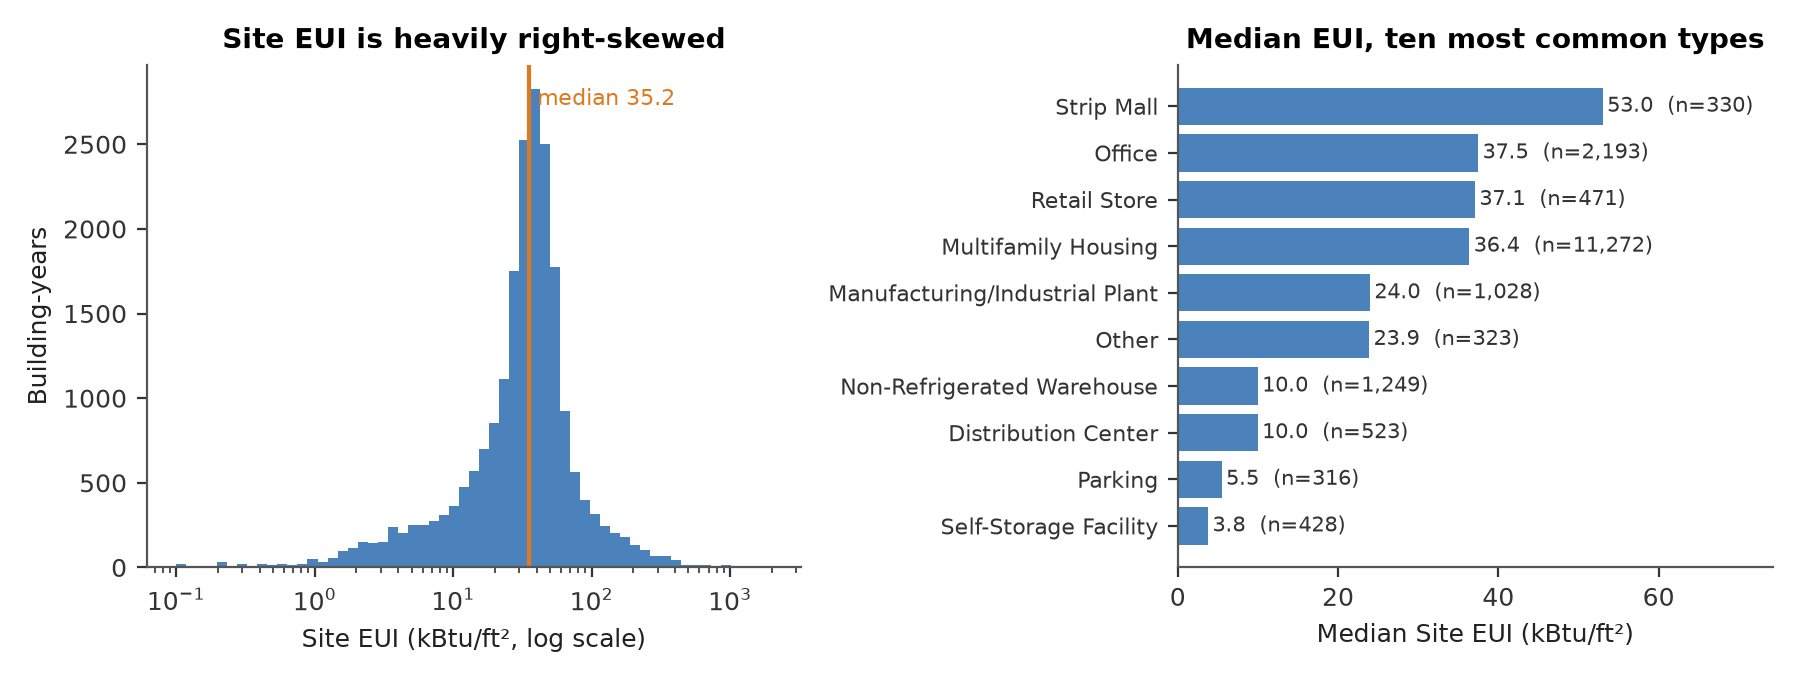 Site EUI is heavily right-skewed
median 35.2
Building-years
2500
2000
1500
1000
500
0
10⁻¹
10⁰
10¹
10²
10³
Site EUI (kBtu/ft², log scale)
Median EUI, ten most common types
Strip Mall 53.0 (n=330)
Office 37.5 (n=2,193)
Retail Store 37.1 (n=471)
Multifamily Housing 36.4 (n=11,272)
Manufacturing/Industrial Plant 24.0 (n=1,028)
Other 23.9 (n=323)
Non-Refrigerated Warehouse 10.0 (n=1,249)
Distribution Center 10.0 (n=523)
Parking 5.5 (n=316)
Self-Storage Facility 3.8 (n=428)
0 20 40 60
Median Site EUI (kBtu/ft²)